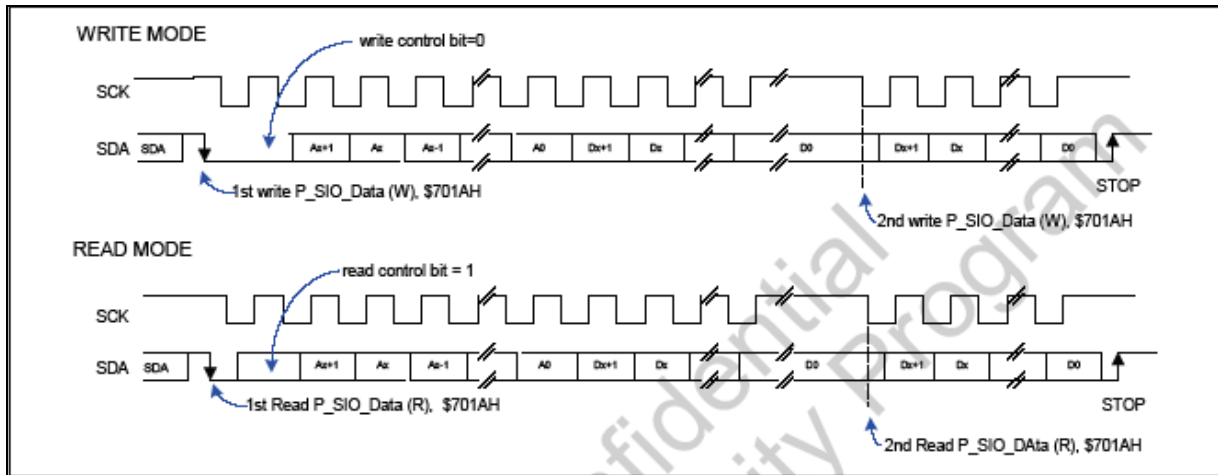 WRITE MODE
write control bit=0
SCK
SDA SDA Ax+1 Ax Ax-1 A0 Dx+1 Dx D0 Dx+1 Dx D0
STOP
1st write P_SIO_Data (W), $701AH
2nd write P_SIO_Data (W), $701AH
READ MODE
read control bit = 1
SCK
SDA SDA Ax+1 Ax Ax-1 A0 Dx+1 Dx D0 Dx+1 Dx D0
1st Read P_SIO_Data (R), $701AH
STOP
2nd Read P_SIO_DAta (R), $701AH